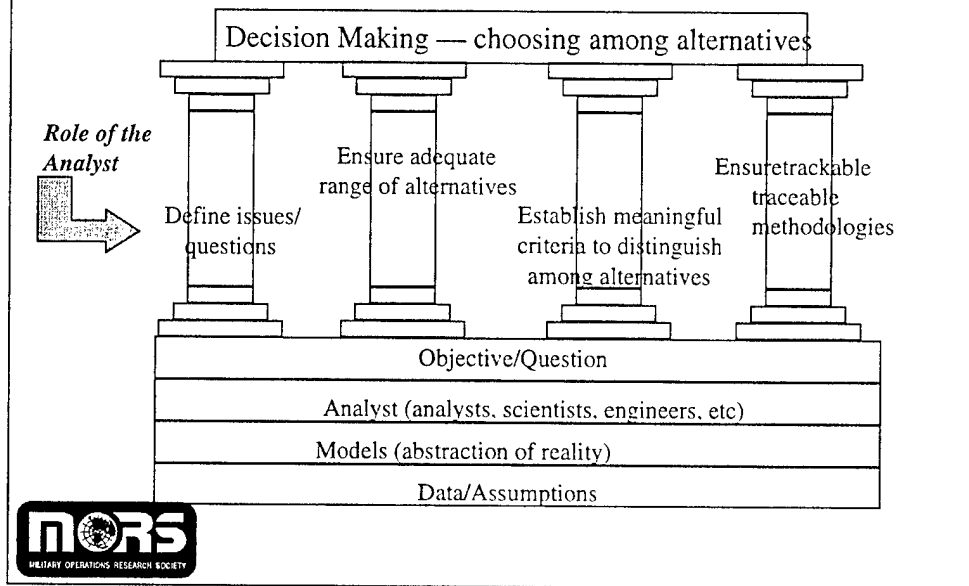 Decision Making — choosing among alternatives
Role of the
Analyst
Define issues/
questions
Ensure adequate
range of alternatives
Establish meaningful
criteria to distinguish
among alternatives
Ensuretrackable
traceable
methodologies
Objective/Question
Analyst (analysts, scientists, engineers, etc)
Models (abstraction of reality)
Data/Assumptions
MORS
MILITARY OPERATIONS RESEARCH SOCIETY